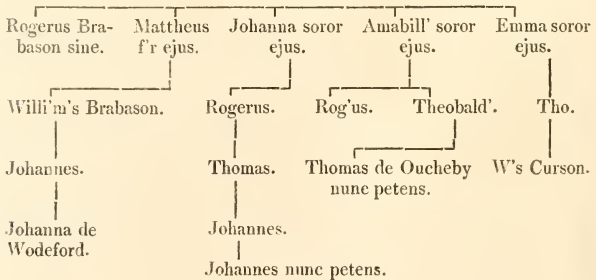 Rogerus Bra- Mattheus Johanna soror Amabill' soror Emma soror
bason sine. f'r ejus. ejus. ejus. ejus.
Willi'm's Brabason. Rogerus. Rog'us. Theobald'. Tho.
Johannes. Thomas. Thomas de Oucheby W's Curson.
nunc petens.
Johanna de Johannes.
Wodeford.
Johannes nunc petens.